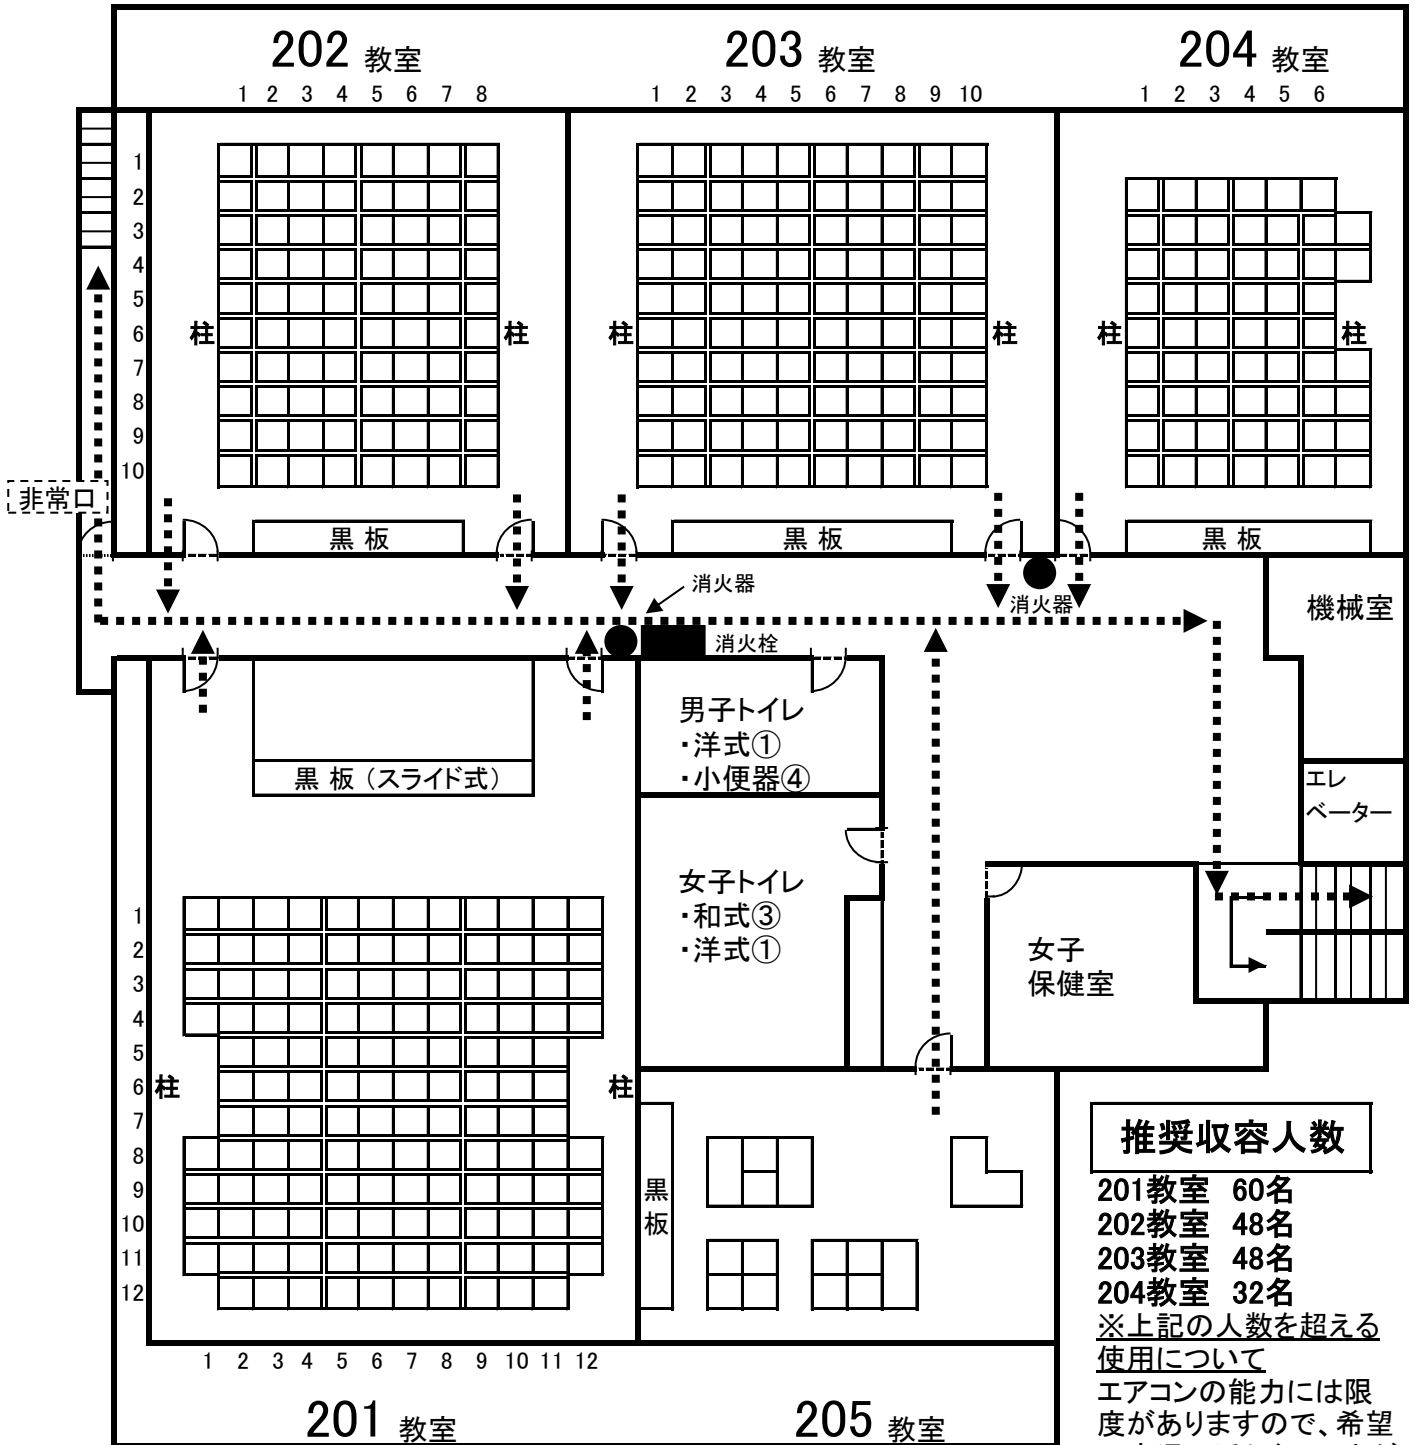 202 教室
203 教室
204 教室
1 2 3 4 5 6 7 8
1 2 3 4 5 6 7 8 9 10
1 2 3 4 5 6
1
2
3
4
5
6
7
8
9
10
柱
柱
柱
柱
柱
柱
非常口
黒 板
黒 板
黒 板
消火器
消火器
機械室
消火栓
男子トイレ
・洋式①
・小便器④
黒 板 (スライド式)
エレ
ベーター
女子トイレ
・和式③
・洋式①
女子
保健室
1
2
3
4
5
6
7
8
9
10
11
12
柱
柱
黒
板
推奨収容人数
201教室 60名
202教室 48名
203教室 48名
204教室 32名
※上記の人数を超える
使用について
エアコンの能力には限
度がありますので、希望
1 2 3 4 5 6 7 8 9 10 11 12
201 教室
205 教室